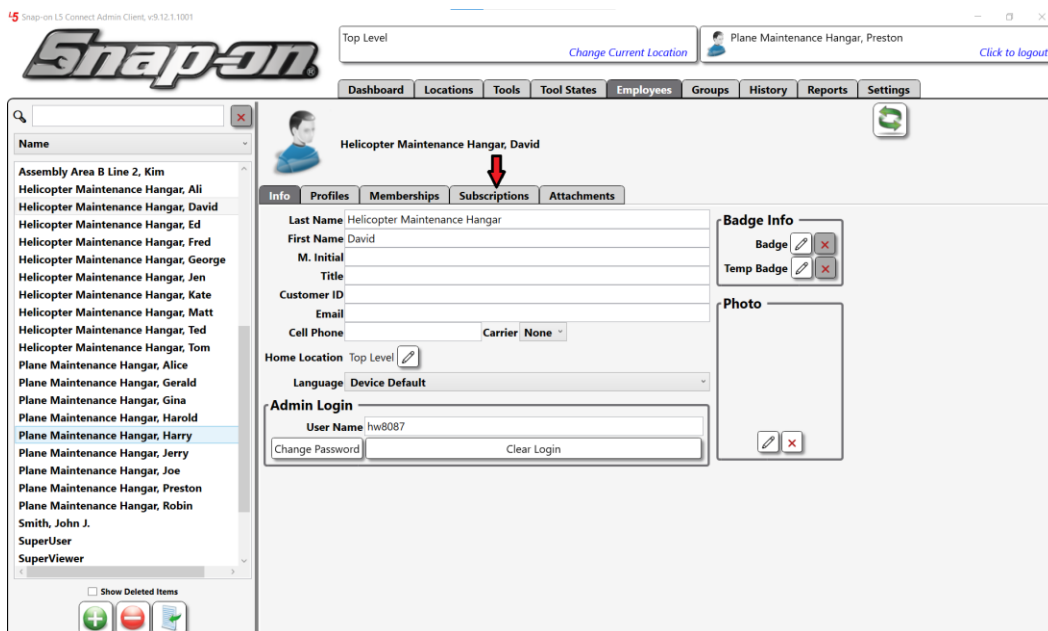 L5 Snap-on L5 Connect Admin Client, v:9.12.1.1001
Snap-on®
Top Level
Change Current Location
Plane Maintenance Hangar, Preston
Click to logout
Dashboard Locations Tools Tool States Employees Groups History Reports Settings
Name
Assembly Area B Line 2, Kim
Helicopter Maintenance Hangar, Ali
Helicopter Maintenance Hangar, David
Helicopter Maintenance Hangar, Ed
Helicopter Maintenance Hangar, Fred
Helicopter Maintenance Hangar, George
Helicopter Maintenance Hangar, Jen
Helicopter Maintenance Hangar, Kate
Helicopter Maintenance Hangar, Matt
Helicopter Maintenance Hangar, Ted
Helicopter Maintenance Hangar, Tom
Plane Maintenance Hangar, Alice
Plane Maintenance Hangar, Gerald
Plane Maintenance Hangar, Gina
Plane Maintenance Hangar, Harold
Plane Maintenance Hangar, Harry
Plane Maintenance Hangar, Jerry
Plane Maintenance Hangar, Joe
Plane Maintenance Hangar, Preston
Plane Maintenance Hangar, Robin
Smith, John J.
SuperUser
SuperViewer
Show Deleted Items
Helicopter Maintenance Hangar, David
Info Profiles Memberships Subscriptions Attachments
Last Name Helicopter Maintenance Hangar
First Name David
M. Initial
Title
Customer ID
Email
Cell Phone Carrier None
Home Location Top Level
Language Device Default
Admin Login
User Name hw8087
Change Password Clear Login
Badge Info
Badge
Temp Badge
Photo